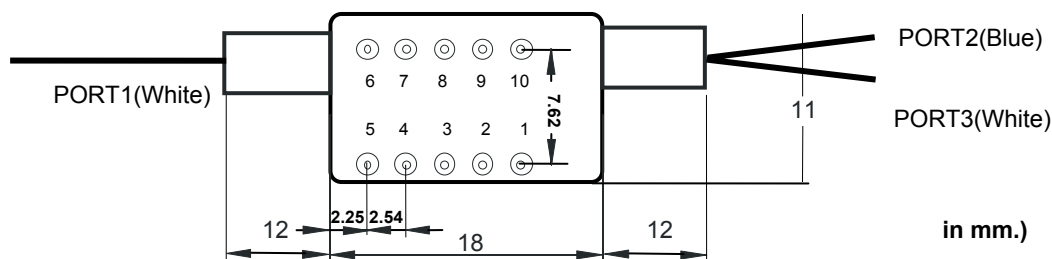 PORT2(Blue)
6 7 8 9 10
PORT1(White)
7.62
11
PORT3(White)
5 4 3 2 1
2.25 2.54
12 18 12
in mm.)